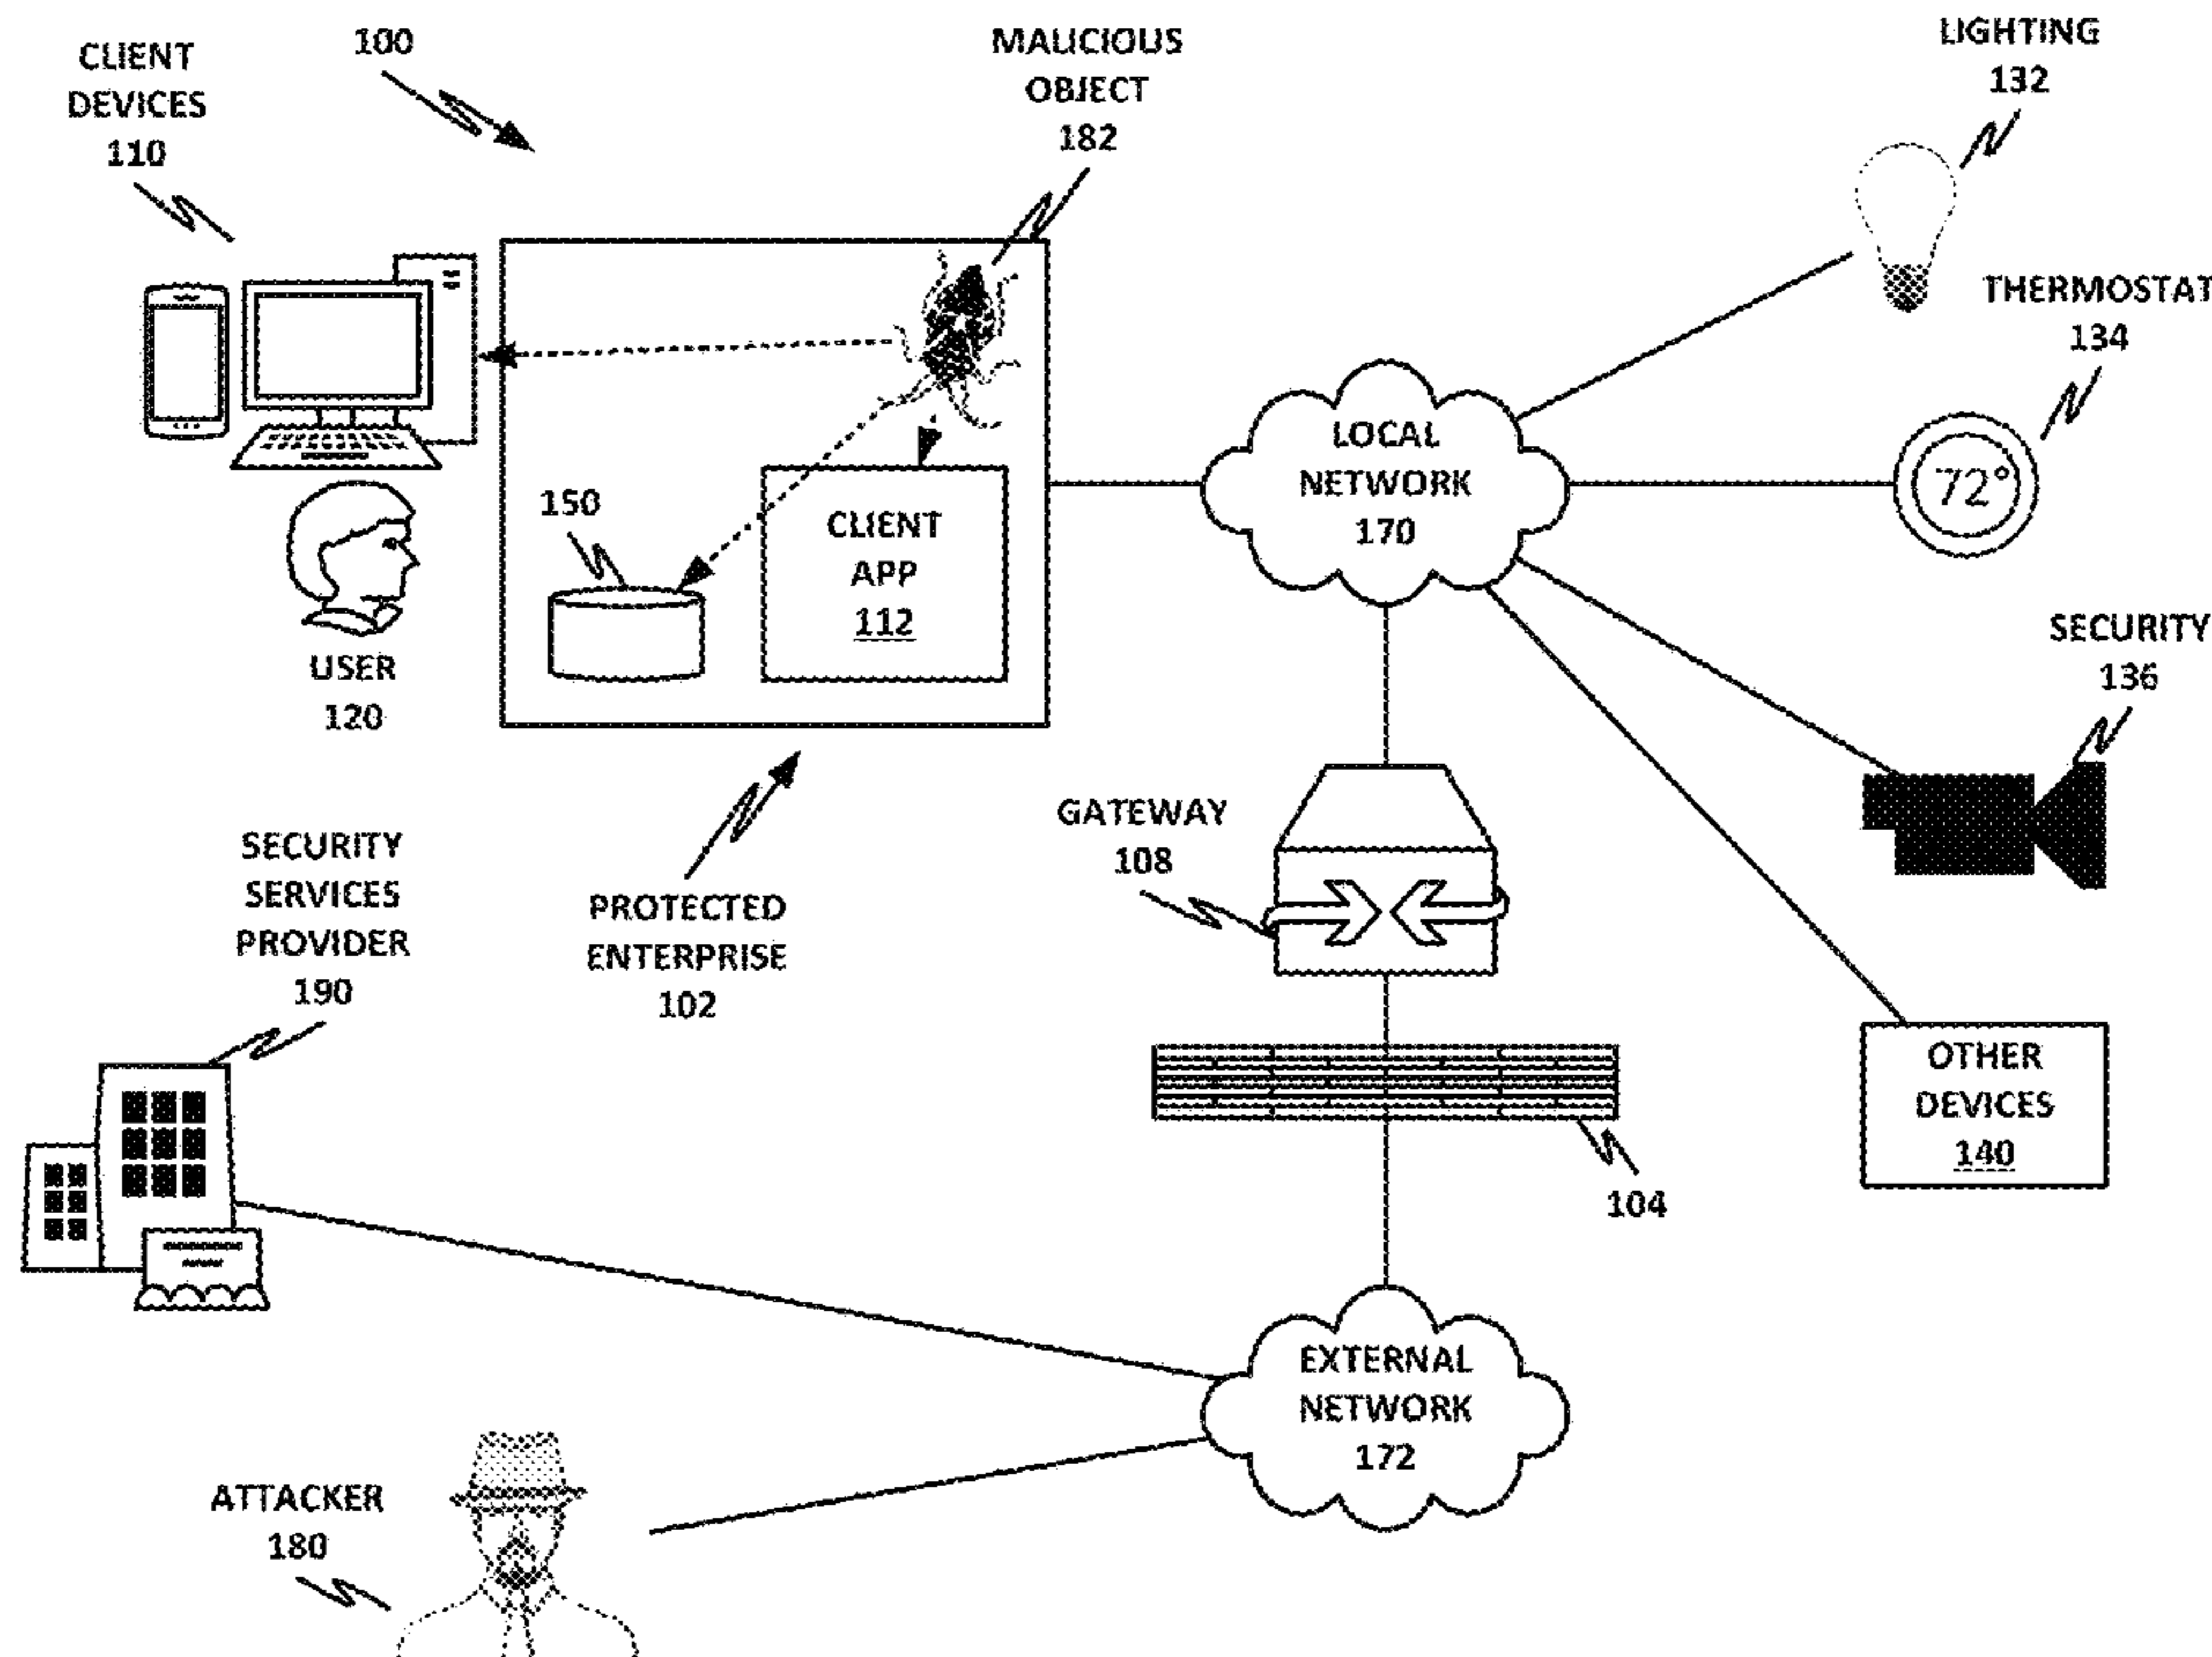 CLIENT
DEVICES
110
100
MALICIOUS
OBJECT
182
LIGHTING
132
THERMOSTAT
134
72°
LOCAL
NETWORK
170
150
CLIENT
APP
112
USER
120
SECURITY
136
GATEWAY
108
SECURITY
SERVICES
PROVIDER
190
PROTECTED
ENTERPRISE
102
OTHER
DEVICES
140
104
EXTERNAL
NETWORK
172
ATTACKER
180